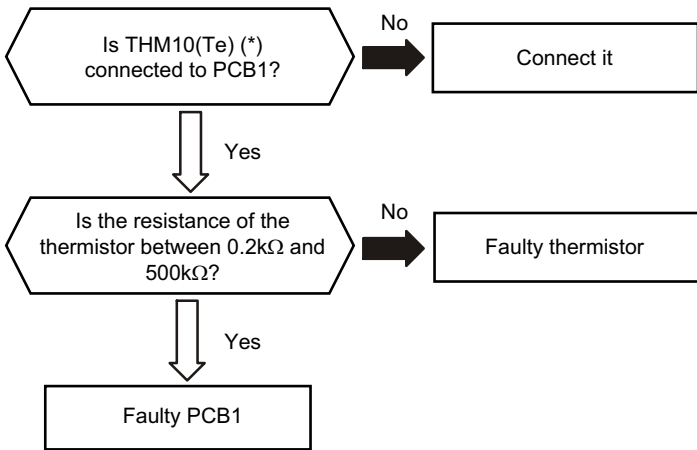 Is THM10(Te) (*)
connected to PCB1?
No
Connect it
Yes
Is the resistance of the
thermistor between 0.2kΩ and
500kΩ?
No
Faulty thermistor
Yes
Faulty PCB1